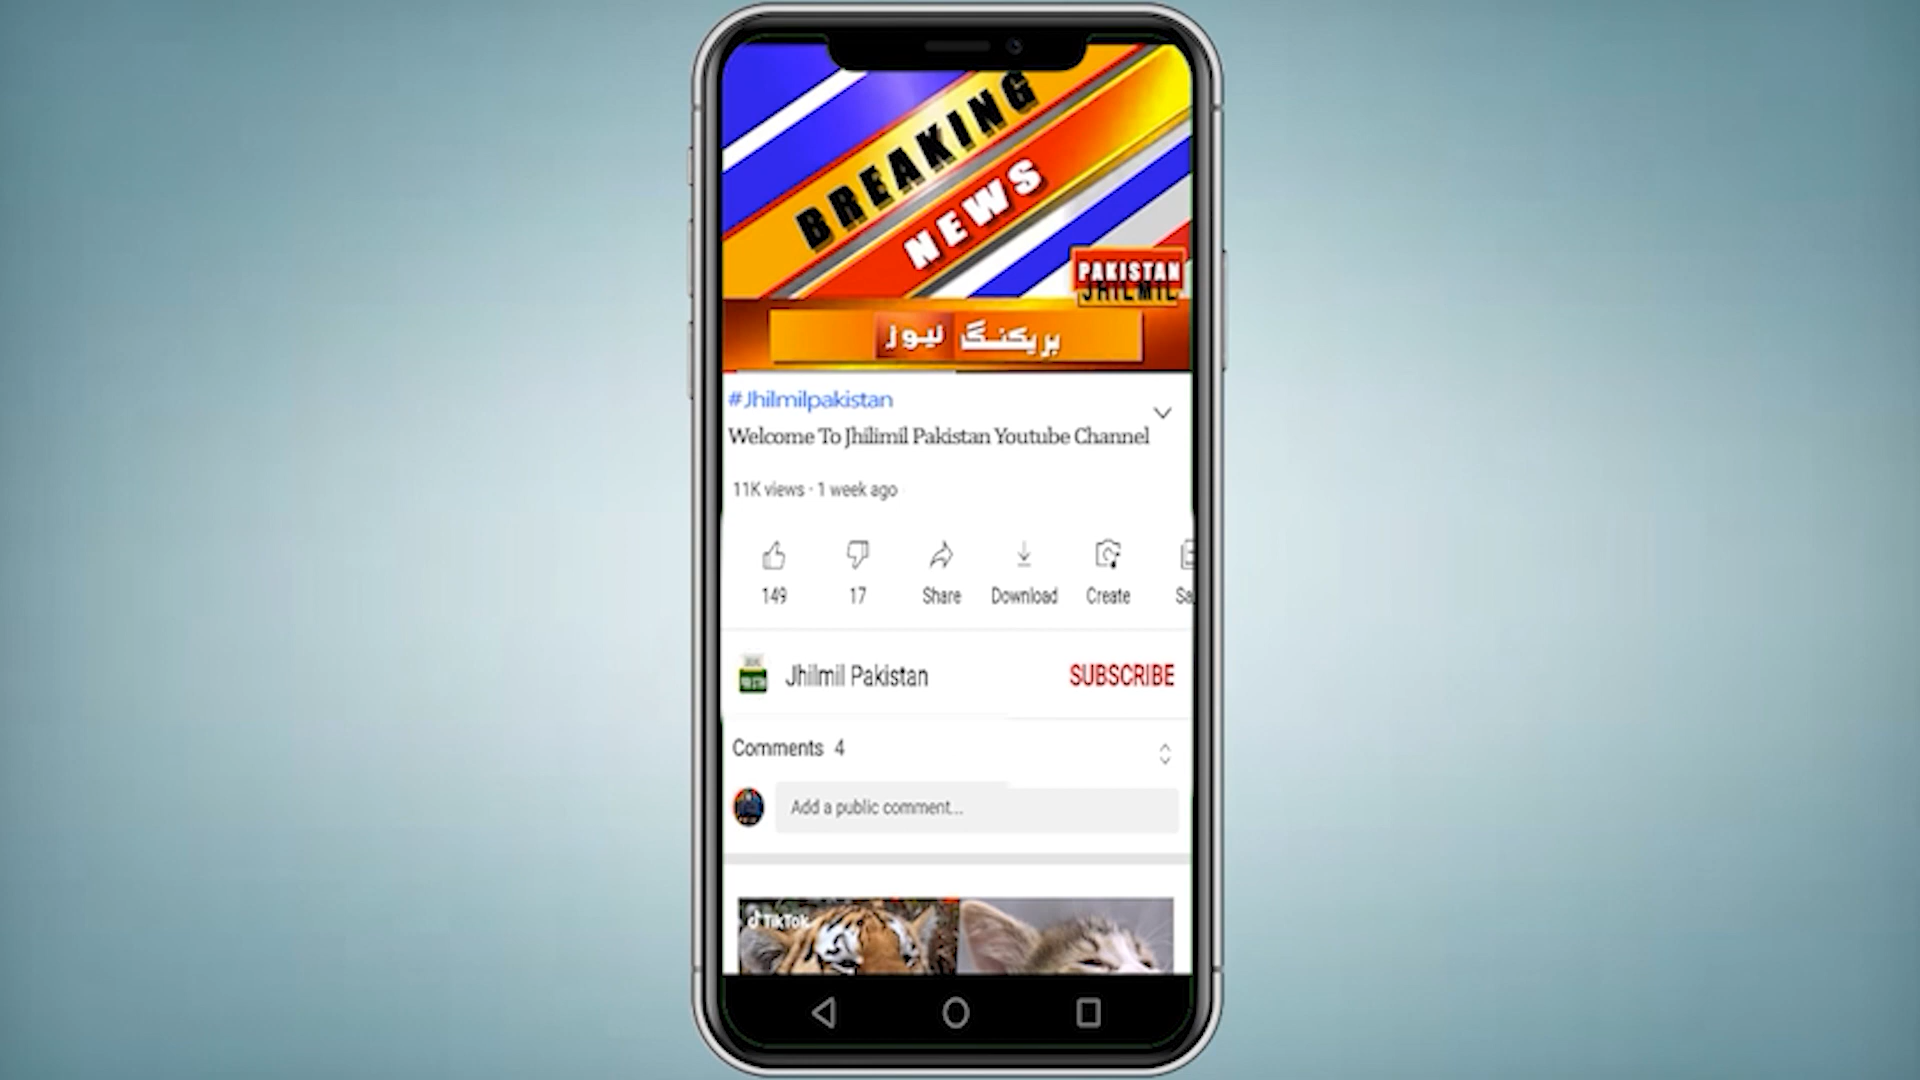 BREAKING
NEWS
PAKISTAN
JHILMIL
بریکنگ نیوز
#Jhilmilpakistan
Welcome To Jhilimil Pakistan Youtube Channel
11K views · 1 week ago
149 17 Share Download Create Sa
Jhilmil Pakistan SUBSCRIBE
Comments 4
Add a public comment...
TikTok